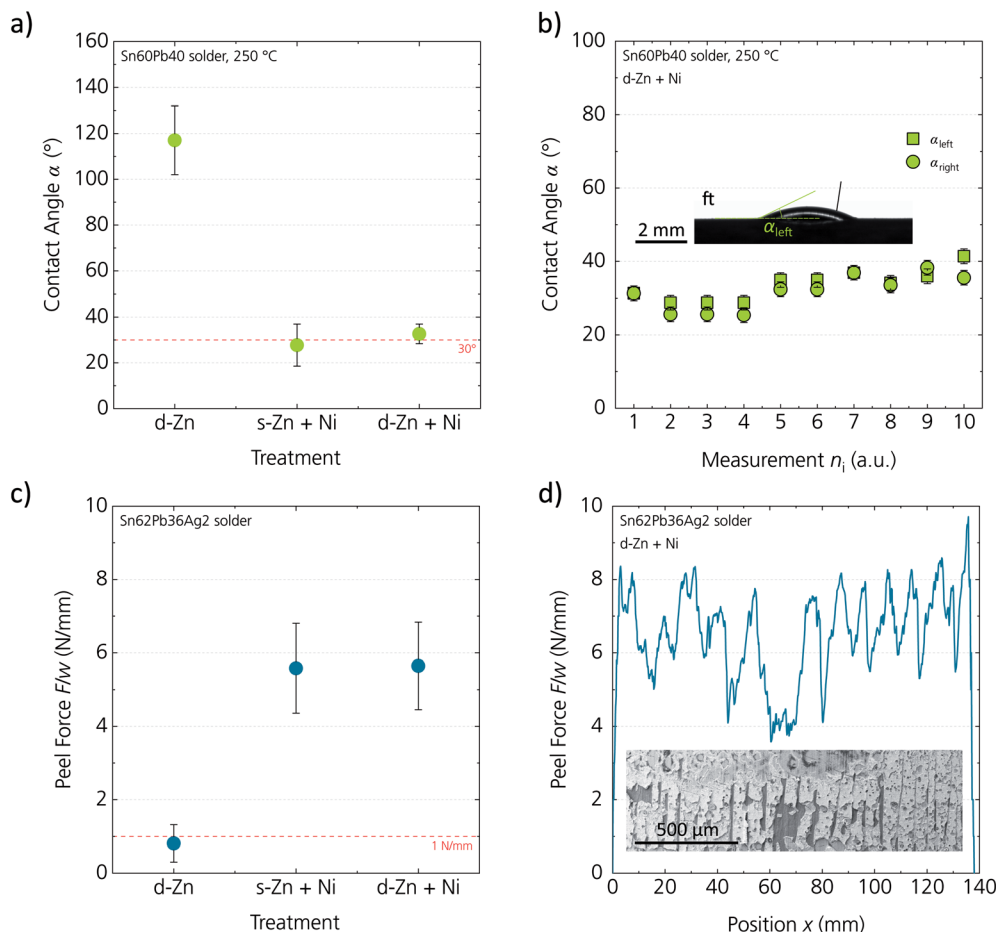 a)
Sn60Pb40 solder, 250 °C
160
140
120
100
80
60
40
20
0
Contact Angle α (°)
30°
d-Zn
s-Zn + Ni
d-Zn + Ni
Treatment
b)
Sn60Pb40 solder, 250 °C
d-Zn + Ni
100
80
60
40
20
0
Contact Angle α (°)
α left
α right
ft
2 mm
α left
1 2 3 4 5 6 7 8 9 10
Measurement n i (a.u.)
c)
Sn62Pb36Ag2 solder
10
8
6
4
2
0
Peel Force F/w (N/mm)
1 N/mm
d-Zn
s-Zn + Ni
d-Zn + Ni
Treatment
d)
Sn62Pb36Ag2 solder
d-Zn + Ni
10
8
6
4
2
0
Peel Force F/w (N/mm)
500 µm
0 20 40 60 80 100 120 140
Position x (mm)